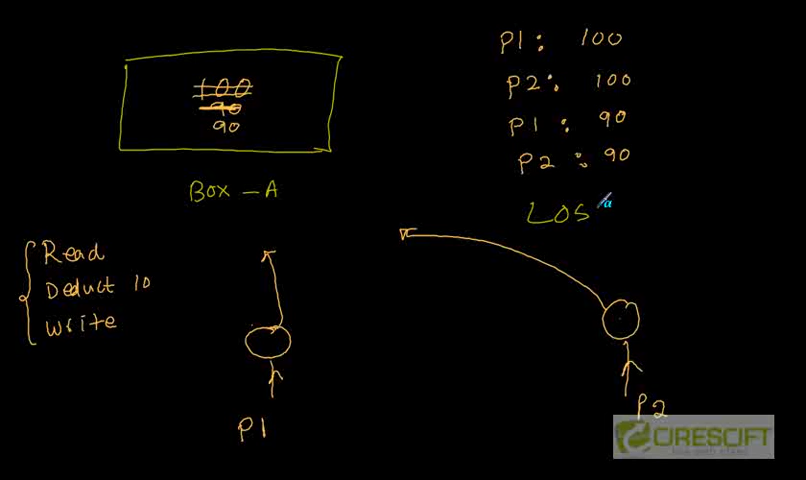 100
90
90
BOX - A
P1 : 100
P2 : 100
P1 : 90
P2 : 90
LOS
Read
Deduct 10
Write
P1
P2
CIRESCIFT